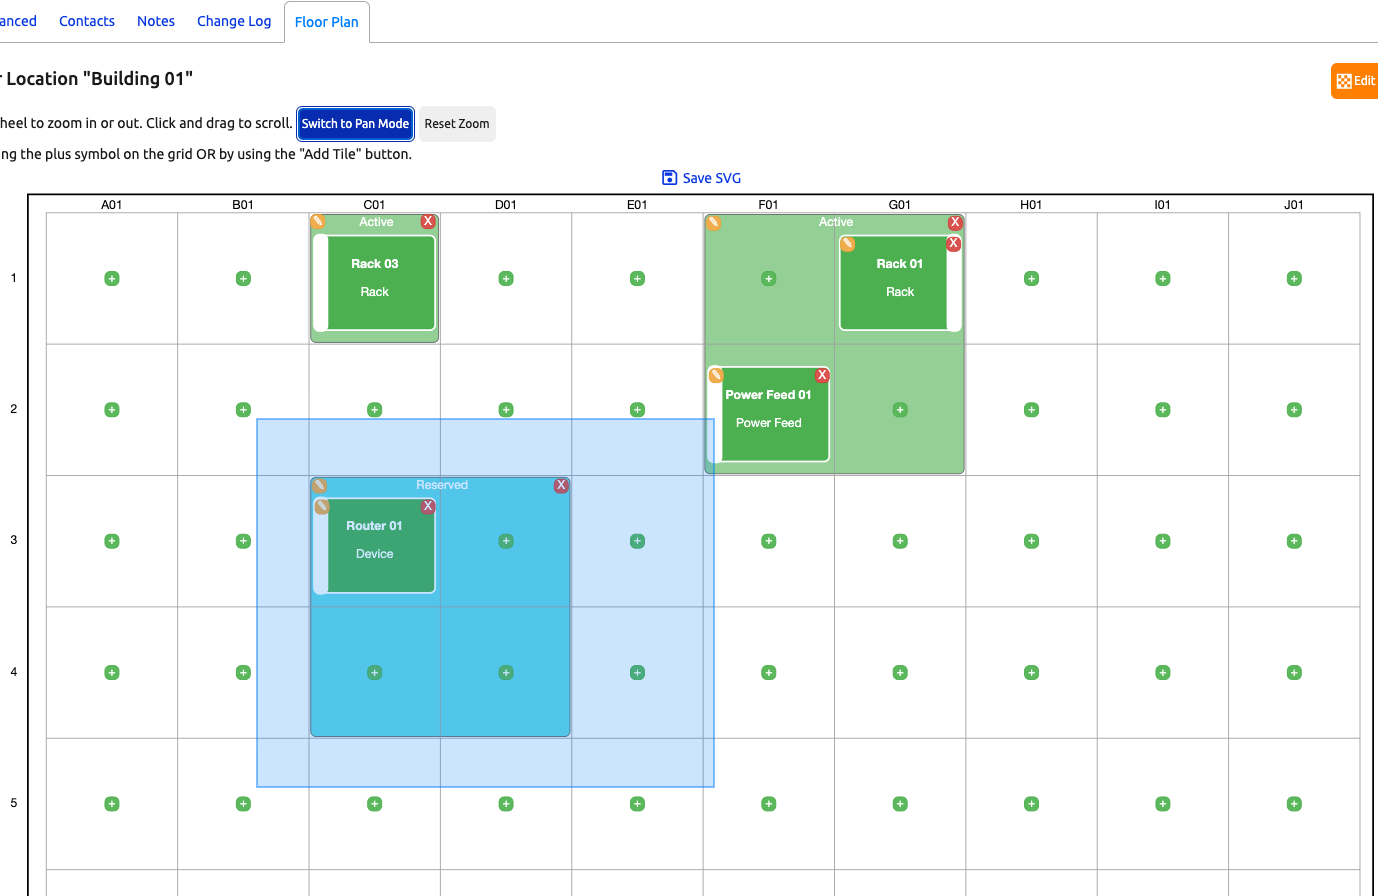 anced Contacts Notes Change Log Floor Plan
r Location "Building 01"
Edit
heel to zoom in or out. Click and drag to scroll. Switch to Pan Mode Reset Zoom
ng the plus symbol on the grid OR by using the "Add Tile" button.
Save SVG
A01 B01 C01 D01 E01 F01 G01 H01 I01 J01
Active X Active X
X
1 Rack 03 Rack 01
Rack Rack
X
2 Power Feed 01
Power Feed
Reserved X
X
3 Router 01
Device
4
5